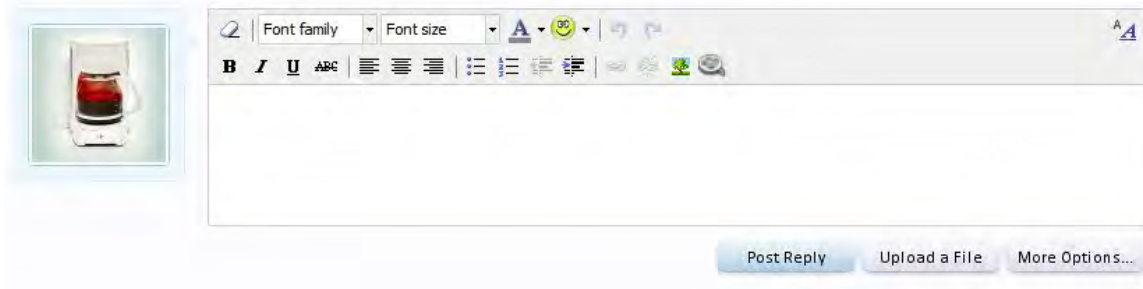 Font family Font size A A A
B I U ABC
Post Reply Upload a File More Options...